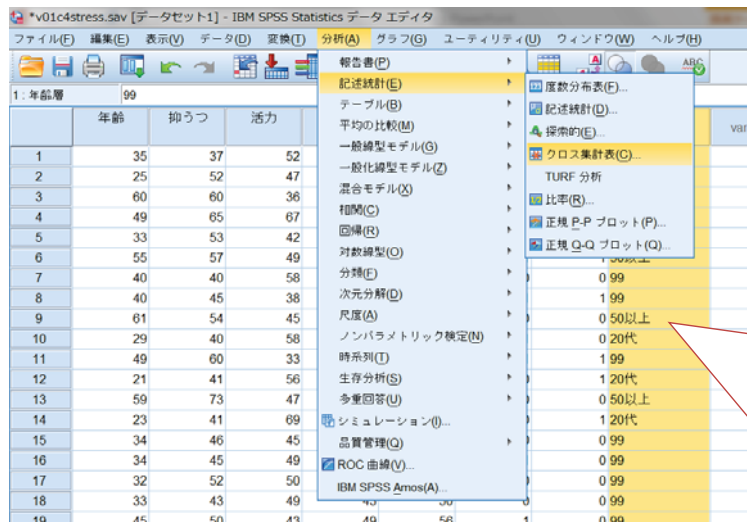 *v01c4stress.sav [データセット1] - IBM SPSS Statistics データ エディタ
ファイル(F) 編集(E) 表示(V) データ(D) 変換(T) 分析(A) グラフ(G) ユーティリティ(U) ウィンドウ(W) ヘルプ(H)
1 : 年齢層 99
年齢 抑うつ 活力 var
1 35 37 52
2 25 52 47
3 60 60 36
4 49 65 67
5 33 53 42
6 55 57 49 1 50以上
7 40 40 58 0 99
8 40 45 38 1 99
9 61 54 45 0 50以上
10 29 40 58 0 20代
11 49 60 33 1 99
12 21 41 56 1 20代
13 59 73 47 0 50以上
14 23 41 69 1 20代
15 34 46 45 0 99
16 34 45 49 0 99
17 32 52 50 0 99
18 33 43 49 0 99
19 45 50 43 49 56 1 0 99
報告書(P)
記述統計(E)
テーブル(B)
平均の比較(M)
一般線型モデル(G)
一般化線型モデル(Z)
混合モデル(X)
相関(C)
回帰(R)
対数線型(O)
分類(F)
次元分解(D)
尺度(A)
ノンパラメトリック検定(N)
時系列(T)
生存分析(S)
多重回答(U)
シミュレーション(I)...
品質管理(Q)
ROC 曲線(V)...
IBM SPSS Amos(A)...
度数分布表(F)...
記述統計(D)...
探索的(E)...
クロス集計表(C)...
TURF 分析
比率(R)...
正規 P-P プロット(P)...
正規 Q-Q プロット(Q)...